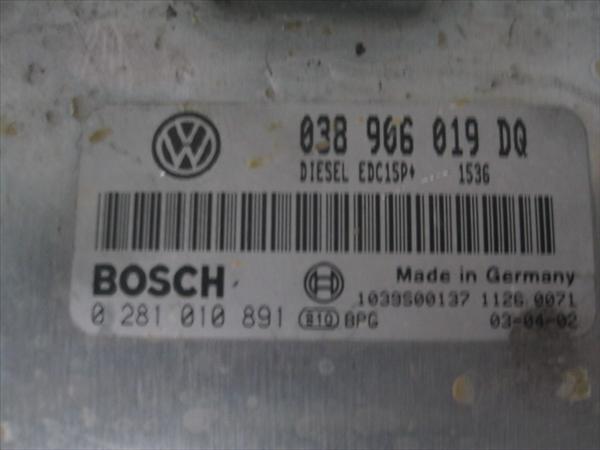 038 906 019 DQ
DIESEL EDC15P+ 1536
BOSCH
Made in Germany
1039S00137 1126 0071
0 281 010 891 210 BPG 03-04-02